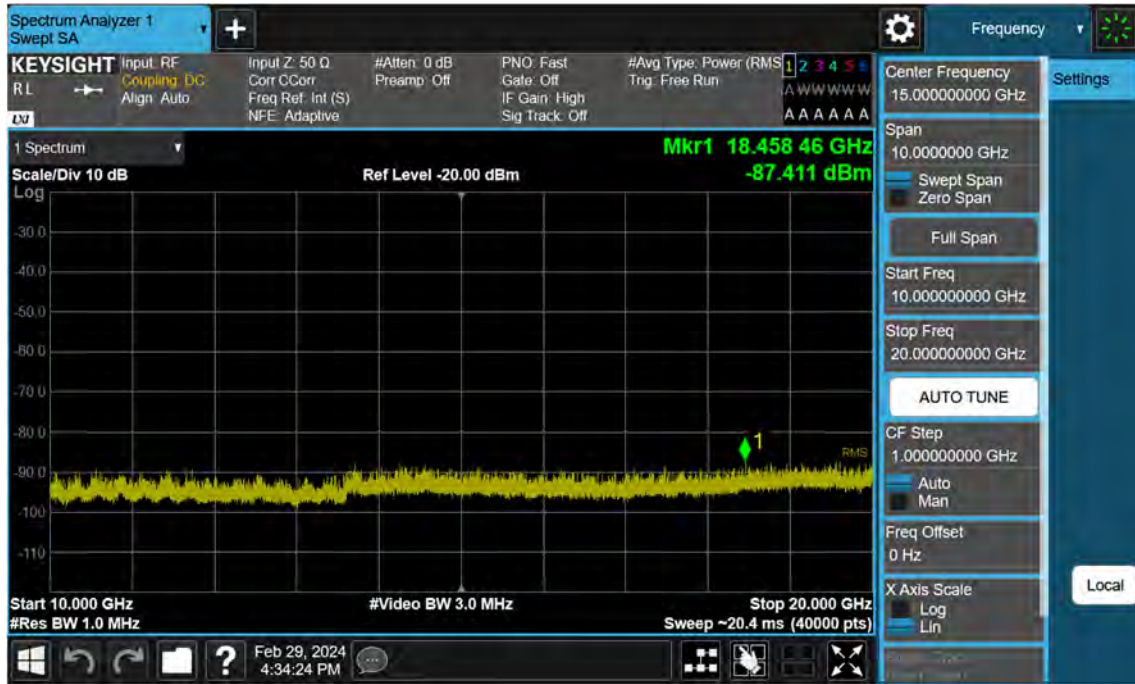 Spectrum Analyzer 1
Swept SA
+
Frequency
KEYSIGHT
Input: RF
Input Z: 50 Ω
#Atten: 0 dB
PNO: Fast
#Avg Type: Power (RMS
1 2 3 4 5 6
R L
Coupling: DC
Corr CCorr
Preamp: Off
Gate: Off
Trig: Free Run
A W W W W W
Align: Auto
Freq Ref: Int (S)
IF Gain: High
LXI
NFE: Adaptive
Sig Track: Off
A A A A A A
1 Spectrum
Mkr1 18.458 46 GHz
Scale/Div 10 dB
Ref Level -20.00 dBm
-87.411 dBm
Log
-30.0
-40.0
-50.0
-60.0
-70.0
-80.0
-90.0
-100
-110
1
RMS
Start 10.000 GHz
#Video BW 3.0 MHz
Stop 20.000 GHz
#Res BW 1.0 MHz
Sweep ~20.4 ms (40000 pts)
Center Frequency
15.000000000 GHz
Settings
Span
10.0000000 GHz
Swept Span
Zero Span
Full Span
Start Freq
10.000000000 GHz
Stop Freq
20.000000000 GHz
AUTO TUNE
CF Step
1.000000000 GHz
Auto
Man
Freq Offset
0 Hz
X Axis Scale
Log
Lin
Local
?
Feb 29, 2024
4:34:24 PM